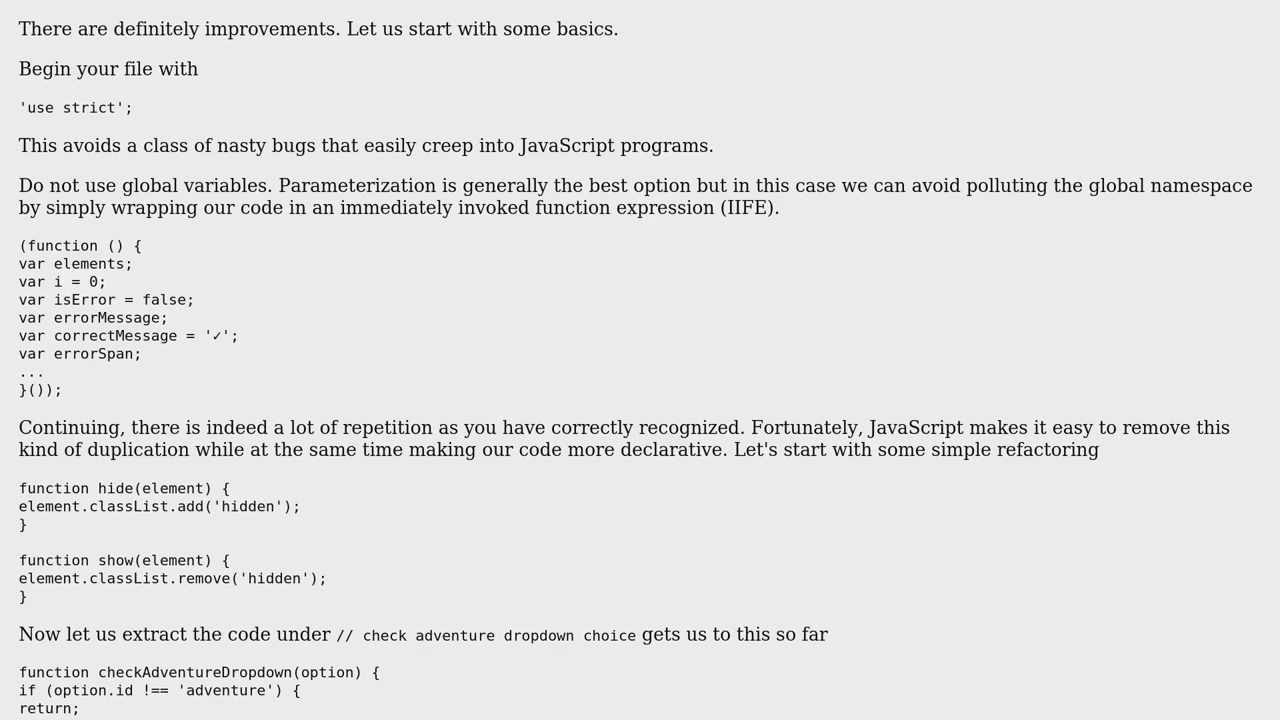 There are definitely improvements. Let us start with some basics.
Begin your file with
'use strict';
This avoids a class of nasty bugs that easily creep into JavaScript programs.
Do not use global variables. Parameterization is generally the best option but in this case we can avoid polluting the global namespace
by simply wrapping our code in an immediately invoked function expression (IIFE).
(function () {
var elements;
var i = 0;
var isError = false;
var errorMessage;
var correctMessage = '✓';
var errorSpan;
...
}());
Continuing, there is indeed a lot of repetition as you have correctly recognized. Fortunately, JavaScript makes it easy to remove this
kind of duplication while at the same time making our code more declarative. Let's start with some simple refactoring
function hide(element) {
element.classList.add('hidden');
}
function show(element) {
element.classList.remove('hidden');
}
Now let us extract the code under // check adventure dropdown choice gets us to this so far
function checkAdventureDropdown(option) {
if (option.id !== 'adventure') {
return;